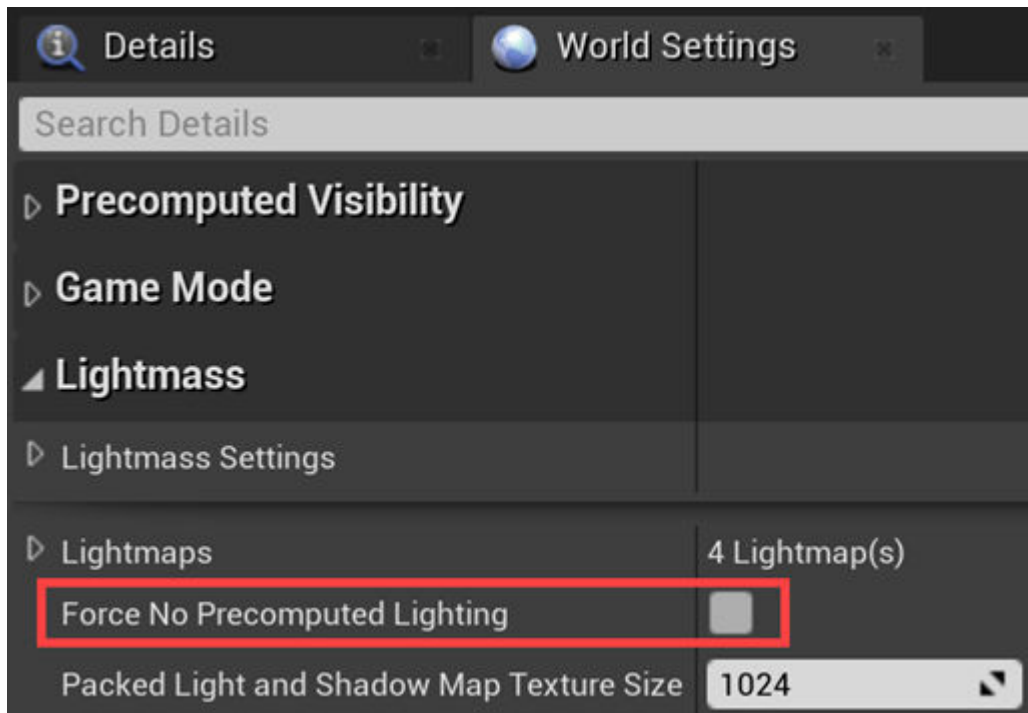 Details
World Settings
Search Details
Precomputed Visibility
Game Mode
Lightmass
Lightmass Settings
Lightmaps 4 Lightmap(s)
Force No Precomputed Lighting
Packed Light and Shadow Map Texture Size 1024